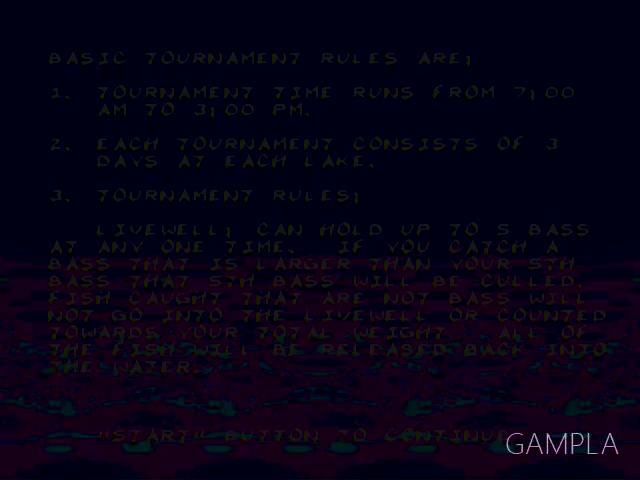 BASIC TOURNAMENT RULES ARE;
1. TOURNAMENT TIME RUNS FROM 7;00
AM TO 3;00 PM.
2. EACH TOURNAMENT CONSISTS OF 3
DAYS AT EACH LAKE.
3. TOURNAMENT RULES;
LIVEWELL; CAN HOLD UP TO 5 BASS
AT ANY ONE TIME. IF YOU CATCH A
BASS THAT IS LARGER THAN YOUR 5TH
BASS THAT 5TH BASS WILL BE CULLED.
FISH CAUGHT THAT ARE NOT BASS WILL
NOT GO INTO THE LIVEWELL OR COUNTED
TOWARDS YOUR TOTAL WEIGHT. ALL OF
THE FISH WILL BE RELEASED BACK INTO
THE WATER.
"START" BUTTON TO CONTINUE
GAMPLA